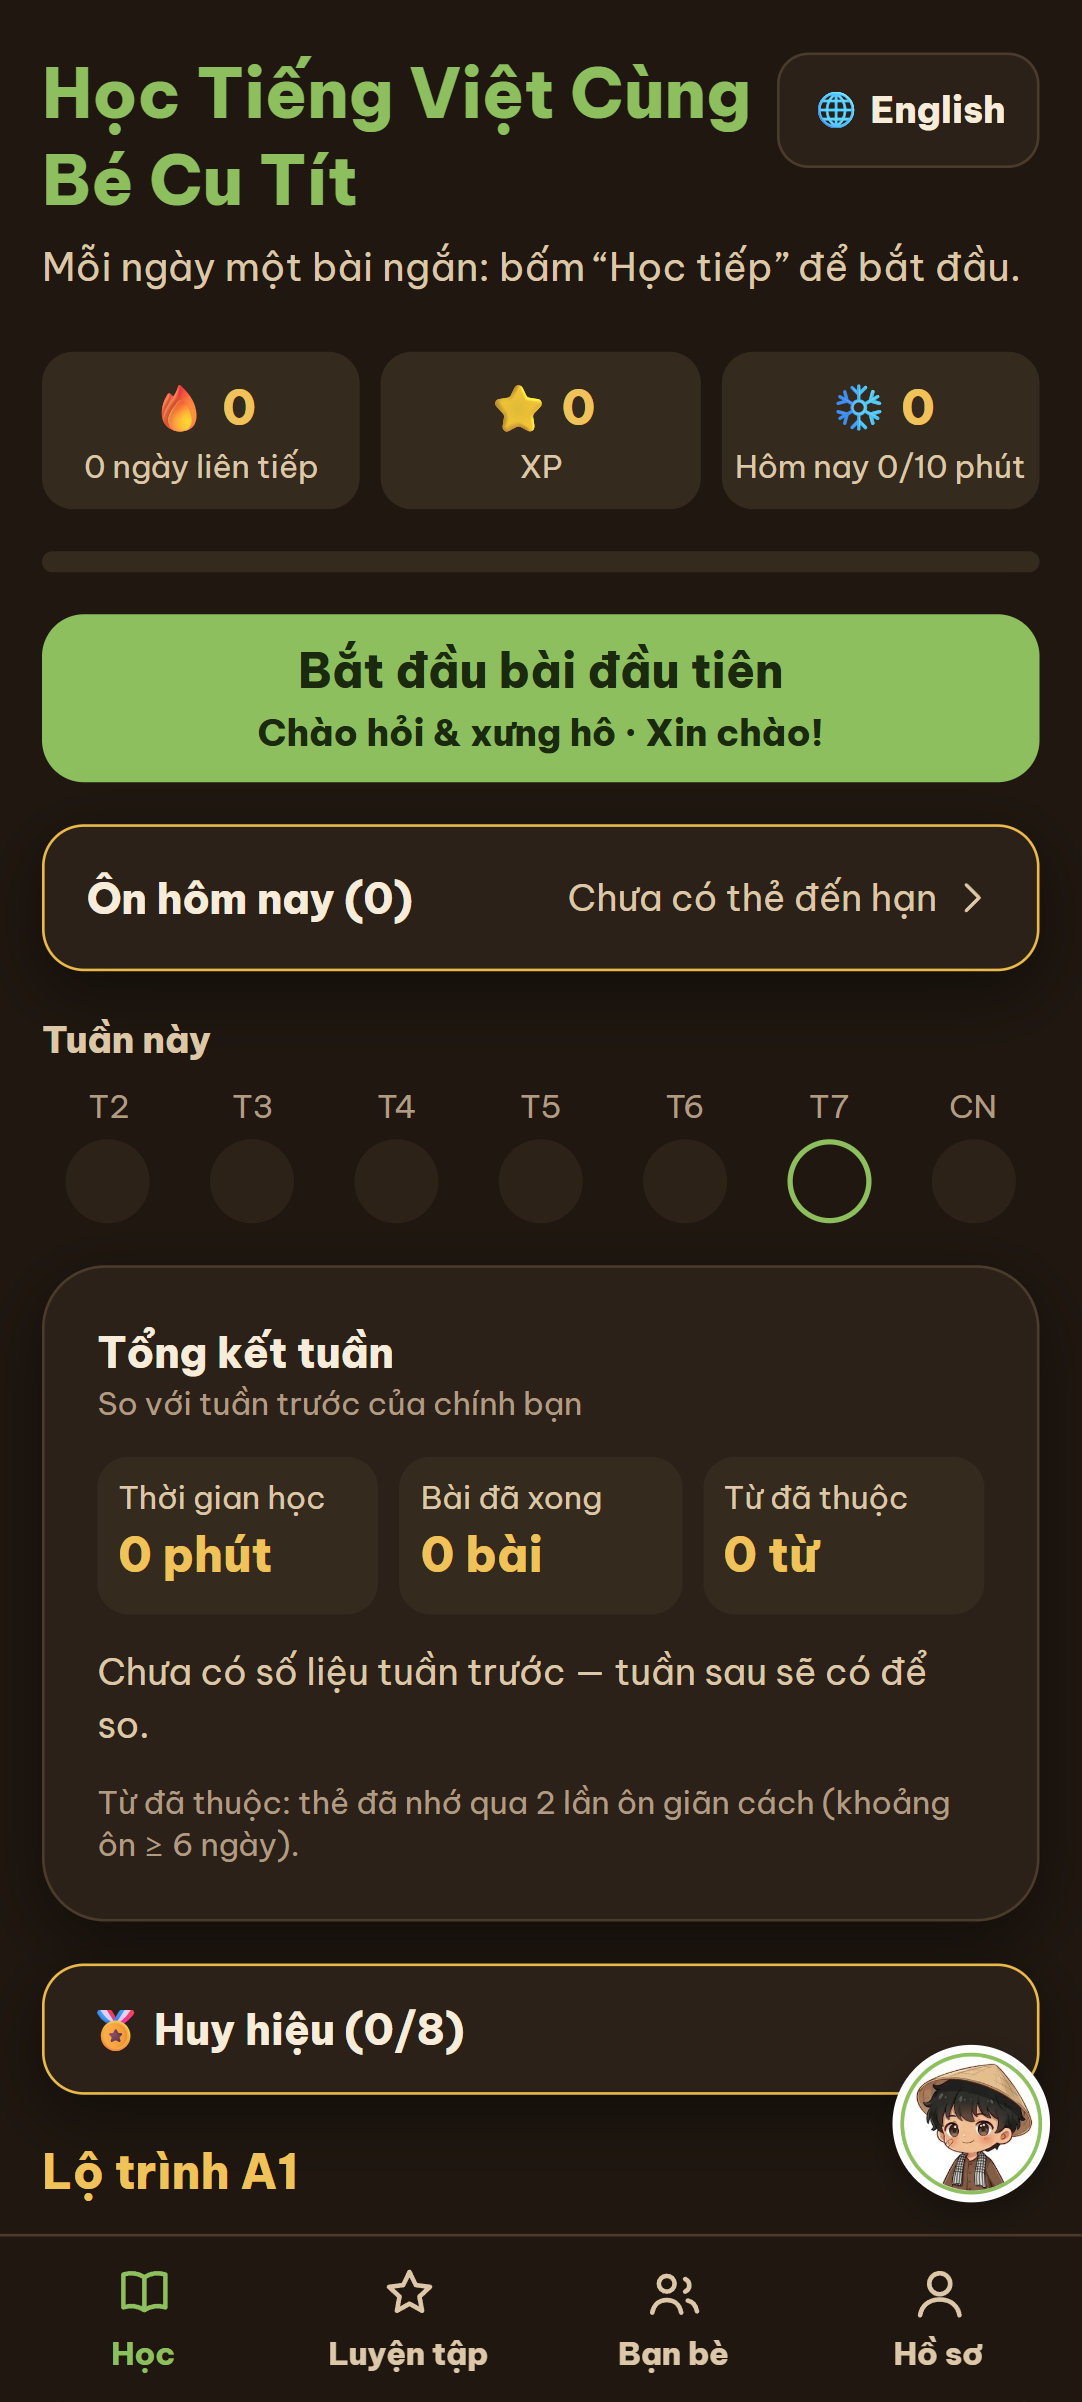 Học Tiếng Việt Cùng
Bé Cu Tít
English
Mỗi ngày một bài ngắn: bấm “Học tiếp” để bắt đầu.
0
0 ngày liên tiếp
0
XP
0
Hôm nay 0/10 phút
Bắt đầu bài đầu tiên
Chào hỏi & xưng hô · Xin chào!
Ôn hôm nay (0)
Chưa có thẻ đến hạn
Tuần này
T2 T3 T4 T5 T6 T7 CN
Tổng kết tuần
So với tuần trước của chính bạn
Thời gian học
0 phút
Bài đã xong
0 bài
Từ đã thuộc
0 từ
Chưa có số liệu tuần trước — tuần sau sẽ có để
so.
Từ đã thuộc: thẻ đã nhớ qua 2 lần ôn giãn cách (khoảng
ôn ≥ 6 ngày).
Huy hiệu (0/8)
Lộ trình A1
Học
Luyện tập
Bạn bè
Hồ sơ